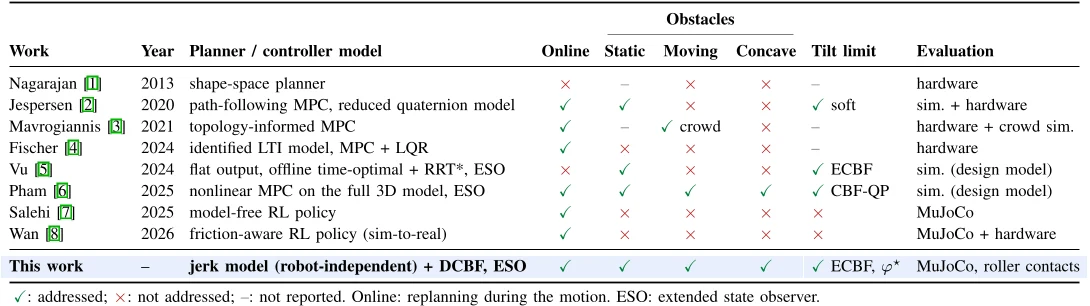 Obstacles
Work Year Planner / controller model Online Static Moving Concave Tilt limit Evaluation
Nagarajan [1] 2013 shape-space planner × – × × – hardware
Jespersen [2] 2020 path-following MPC, reduced quaternion model ✓ ✓ × × ✓ soft sim. + hardware
Mavrogiannis [3] 2021 topology-informed MPC ✓ – ✓ crowd × – hardware + crowd sim.
Fischer [4] 2024 identified LTI model, MPC + LQR ✓ × × × – hardware
Vu [5] 2024 flat output, offline time-optimal + RRT*, ESO × ✓ × × ✓ ECBF sim. (design model)
Pham [6] 2025 nonlinear MPC on the full 3D model, ESO ✓ ✓ ✓ ✓ ✓ CBF-QP sim. (design model)
Salehi [7] 2025 model-free RL policy ✓ × × × × MuJoCo
Wan [8] 2026 friction-aware RL policy (sim-to-real) ✓ × × × × MuJoCo + hardware
This work – jerk model (robot-independent) + DCBF, ESO ✓ ✓ ✓ ✓ ✓ ECBF, φ* MuJoCo, roller contacts
✓: addressed; ×: not addressed; –: not reported. Online: replanning during the motion. ESO: extended state observer.